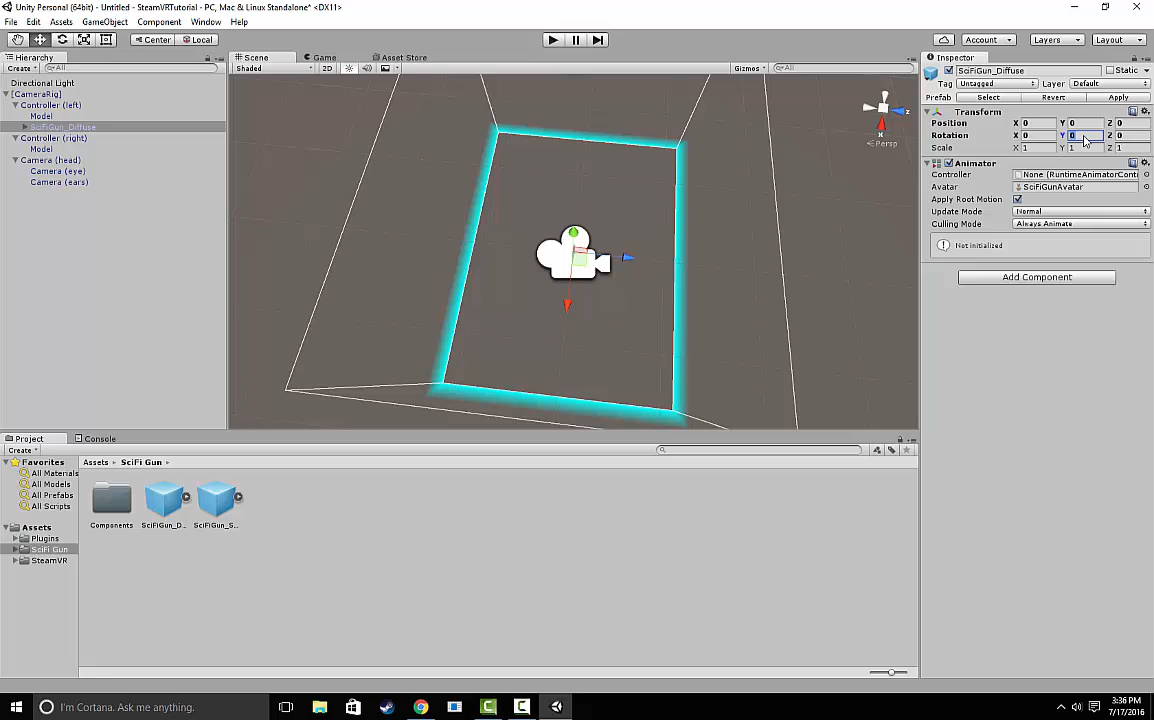 Unity Personal (64bit) - Untitled - SteamVRTutorial - PC, Mac & Linux Standalone* <DX11>
File Edit Assets GameObject Component Window Help
Center Local Account Layers Layout
Hierarchy Scene Game Asset Store Inspector
Create All Shaded 2D Gizmos All SciFiGun_Diffuse Static
Directional Light Tag Untagged Layer Default
[CameraRig] Prefab Select Revert Apply
Controller (left) Transform
Model Position X 0 Y 0 Z 0
SciFiGun_Diffuse Rotation X 0 Y 0 Z 0
Controller (right) Scale X 1 Y 1 Z 1
Model
Camera (head) Animator
Camera (eye) Controller None (RuntimeAnimatorContr
Camera (ears) Avatar SciFiGunAvatar
Apply Root Motion
Update Mode Normal
Culling Mode Always Animate
Not Initialized
Add Component
z
x
Persp
Project Console
Create
Favorites Assets SciFi Gun
All Materials
All Models
All Prefabs
All Scripts
Components SciFiGun_D... SciFiGun_S...
Assets
Plugins
SciFi Gun
SteamVR
I'm Cortana. Ask me anything.
3:36 PM
7/17/2016